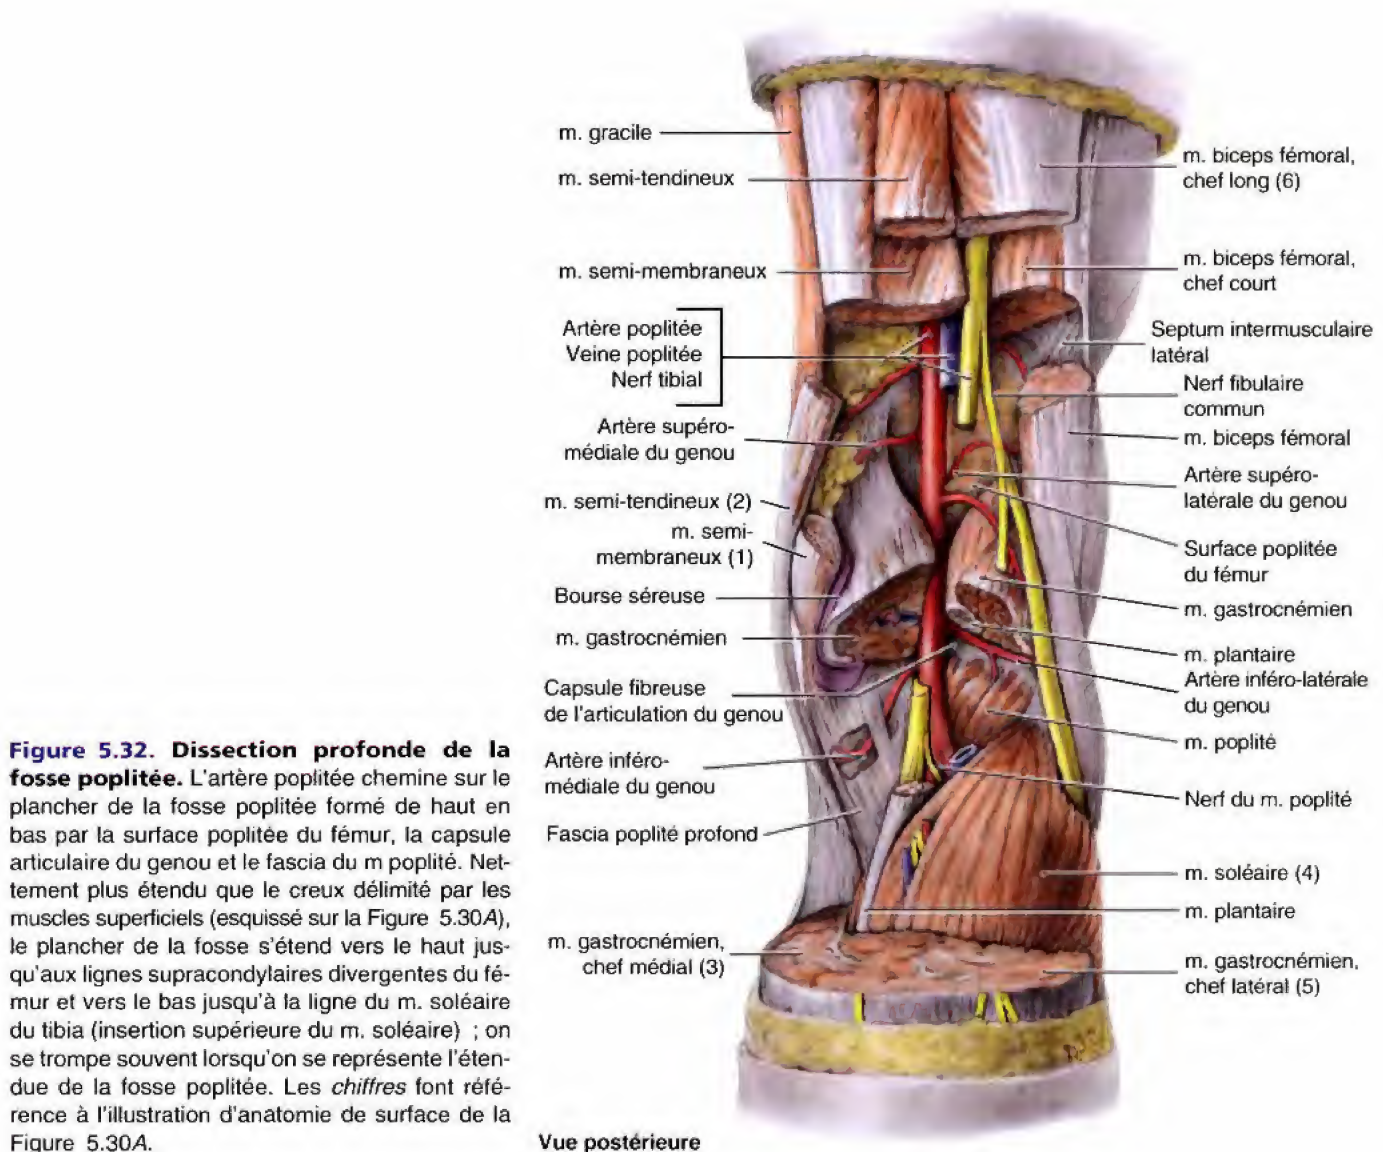 m. gracile
m. semi-tendineux
m. semi-membraneux
Artère poplitée
Veine poplitée
Nerf tibial
Artère supéro-
médiale du genou
m. semi-tendineux (2)
m. semi-
membraneux (1)
Bourse séreuse
m. gastrocnémien
Capsule fibreuse
de l'articulation du genou
Artère inféro-
médiale du genou
Fascia poplité profond
m. gastrocnémien,
chef médial (3)
m. biceps fémoral,
chef long (6)
m. biceps fémoral,
chef court
Septum intermusculaire
latéral
Nerf fibulaire
commun
m. biceps fémoral
Artère supéro-
latérale du genou
Surface poplitée
du fémur
m. gastrocnémien
m. plantaire
Artère inféro-latérale
du genou
m. poplité
Nerf du m. poplité
m. soléaire (4)
m. plantaire
m. gastrocnémien,
chef latéral (5)
Vue postérieure
Figure 5.32. Dissection profonde de la
fosse poplitée. L'artère poplitée chemine sur le
plancher de la fosse poplitée formé de haut en
bas par la surface poplitée du fémur, la capsule
articulaire du genou et le fascia du m poplité. Net-
tement plus étendu que le creux délimité par les
muscles superficiels (esquissé sur la Figure 5.30A),
le plancher de la fosse s'étend vers le haut jus-
qu'aux lignes supracondylaires divergentes du fé-
mur et vers le bas jusqu'à la ligne du m. soléaire
du tibia (insertion supérieure du m. soléaire) ; on
se trompe souvent lorsqu'on se représente l'éten-
due de la fosse poplitée. Les chiffres font réfé-
rence à l'illustration d'anatomie de surface de la
Figure 5.30A.